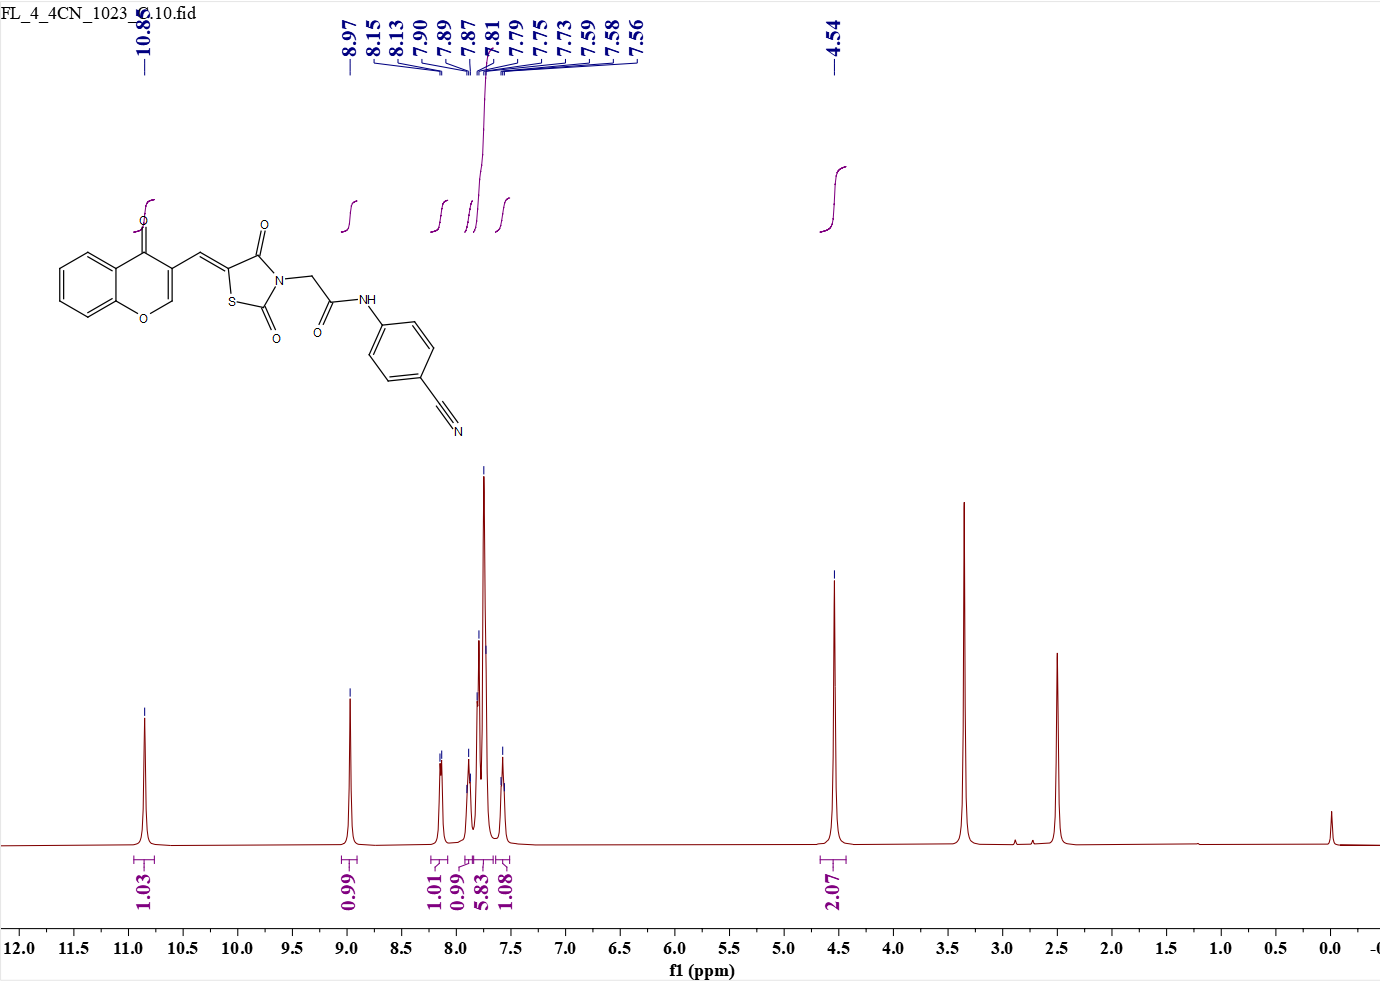 FL_4_4CN_1023_C.10.fid
10.85
8.97
8.15
8.13
7.90
7.89
7.87
7.81
7.79
7.75
7.73
7.59
7.58
7.56
4.54
O
O
N
NH
S
O
O
O
N
1.03
0.99
1.01
0.99
5.83
1.08
2.07
12.0 11.5 11.0 10.5 10.0 9.5 9.0 8.5 8.0 7.5 7.0 6.5 6.0 5.5 5.0 4.5 4.0 3.5 3.0 2.5 2.0 1.5 1.0 0.5 0.0 -0
f1 (ppm)